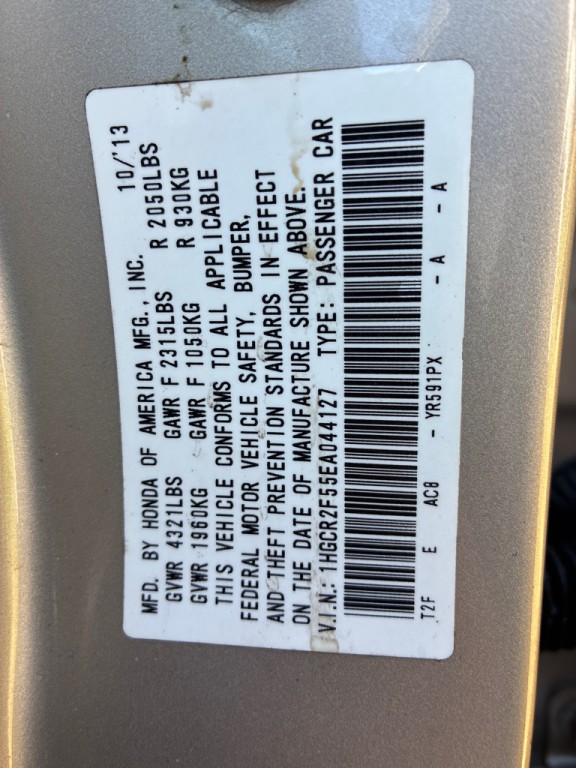 MFD. BY HONDA OF AMERICA MFG., INC. 10/'13
GVWR 4321LBS GAWR F 2315LBS R 2050LBS
GVWR 1960KG GAWR F 1050KG R 930KG
THIS VEHICLE CONFORMS TO ALL APPLICABLE
FEDERAL MOTOR VEHICLE SAFETY, BUMPER,
AND THEFT PREVENTION STANDARDS IN EFFECT
ON THE DATE OF MANUFACTURE SHOWN ABOVE.
V.I.N.: 1HGCR2F55EA044127 TYPE: PASSENGER CAR
T2F E AC8 - YR591PX - A - A